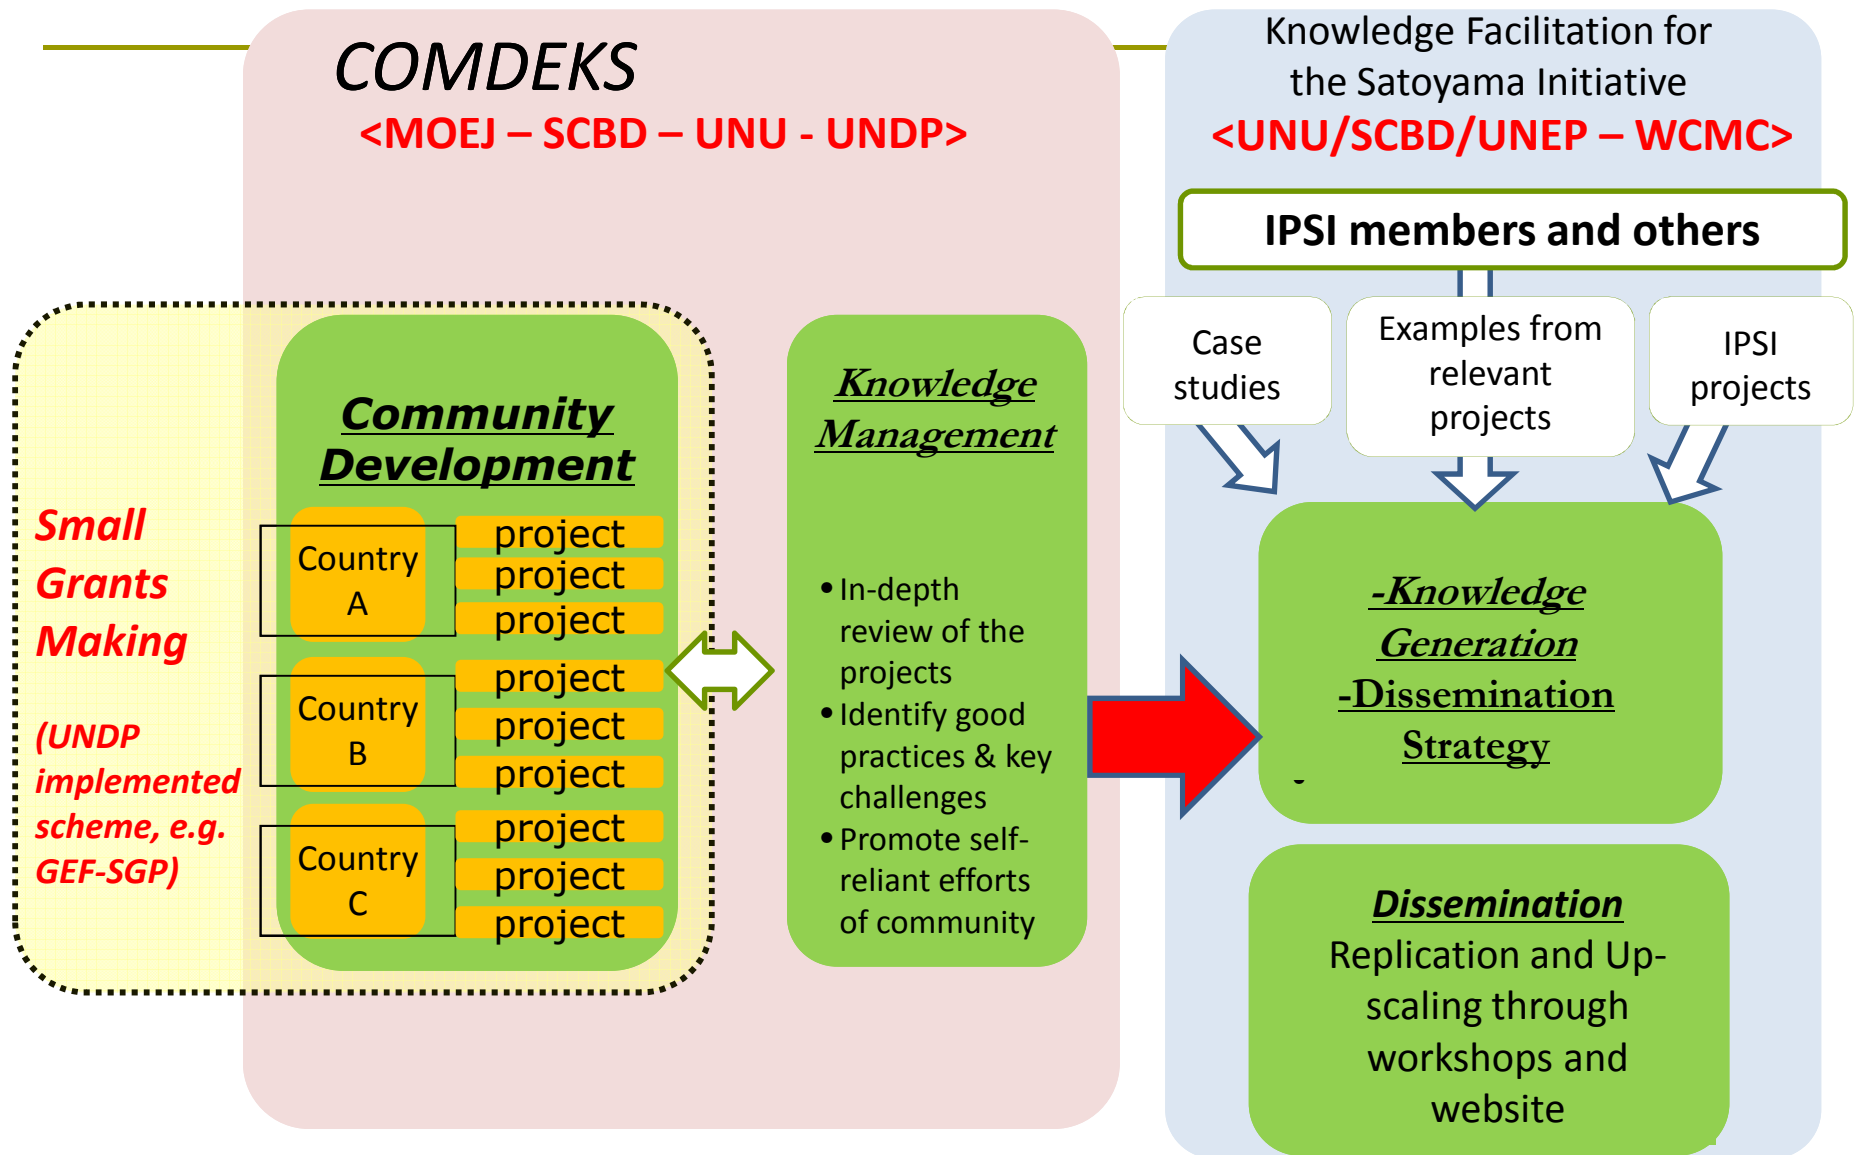 COMDEKS
<MOEJ – SCBD – UNU - UNDP>
Knowledge Facilitation for
the Satoyama Initiative
<UNU/SCBD/UNEP – WCMC>
IPSI members and others
Case
studies
Examples from
relevant
projects
IPSI
projects
Small
Grants
Making
(UNDP
implemented
scheme, e.g.
GEF-SGP)
Community
Development
Country
A
project
project
project
Country
B
project
project
project
Country
C
project
project
project
Knowledge
Management
• In-depth
review of the
projects
• Identify good
practices & key
challenges
• Promote self-
reliant efforts
of community
-Knowledge
Generation
-Dissemination
Strategy
•
Dissemination
Replication and Up-
scaling through
workshops and
website